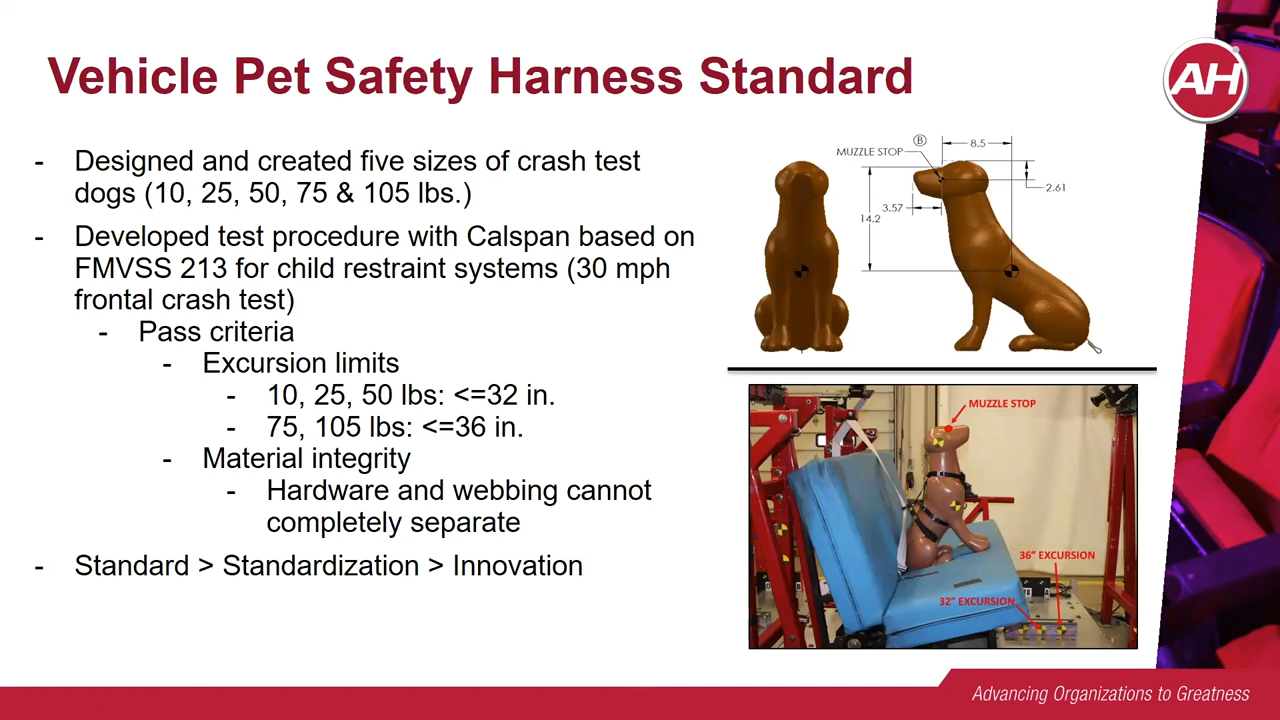 Vehicle Pet Safety Harness Standard
AH
- Designed and created five sizes of crash test
dogs (10, 25, 50, 75 & 105 lbs.)
- Developed test procedure with Calspan based on
FMVSS 213 for child restraint systems (30 mph
frontal crash test)
- Pass criteria
- Excursion limits
- 10, 25, 50 lbs: <=32 in.
- 75, 105 lbs: <=36 in.
- Material integrity
- Hardware and webbing cannot
completely separate
- Standard > Standardization > Innovation
B
8.5
MUZZLE STOP
2.61
3.57
14.2
MUZZLE STOP
36" EXCURSION
32" EXCURSION
Advancing Organizations to Greatness